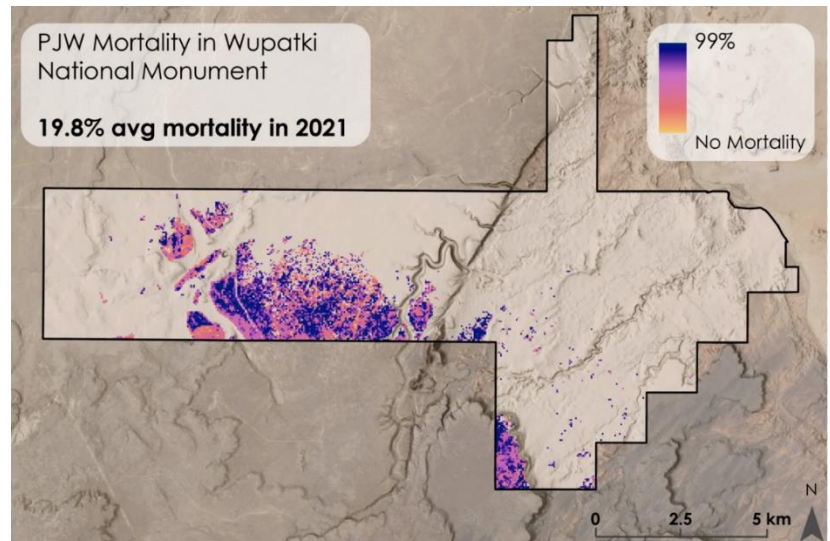 PJW Mortality in Wupatki
National Monument
19.8% avg mortality in 2021
99%
No Mortality
N
0 2.5 5 km